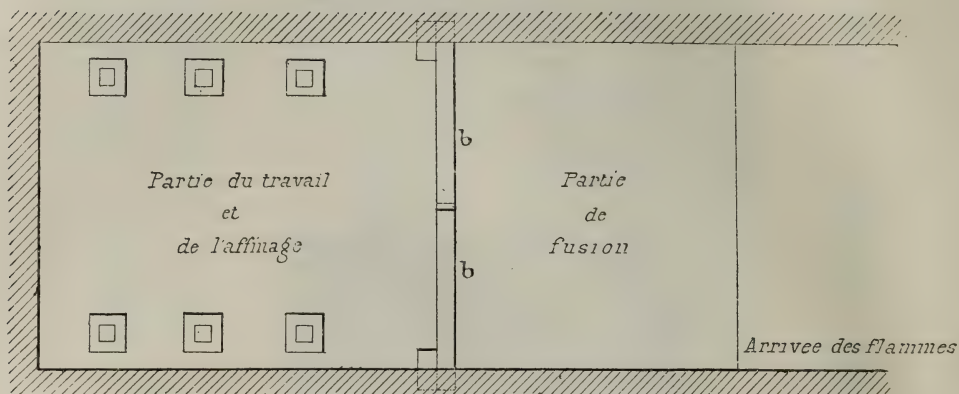 Partie du travail
et
de l'affinage
b
b
Partie
de
fusion
Arrivee des flammes